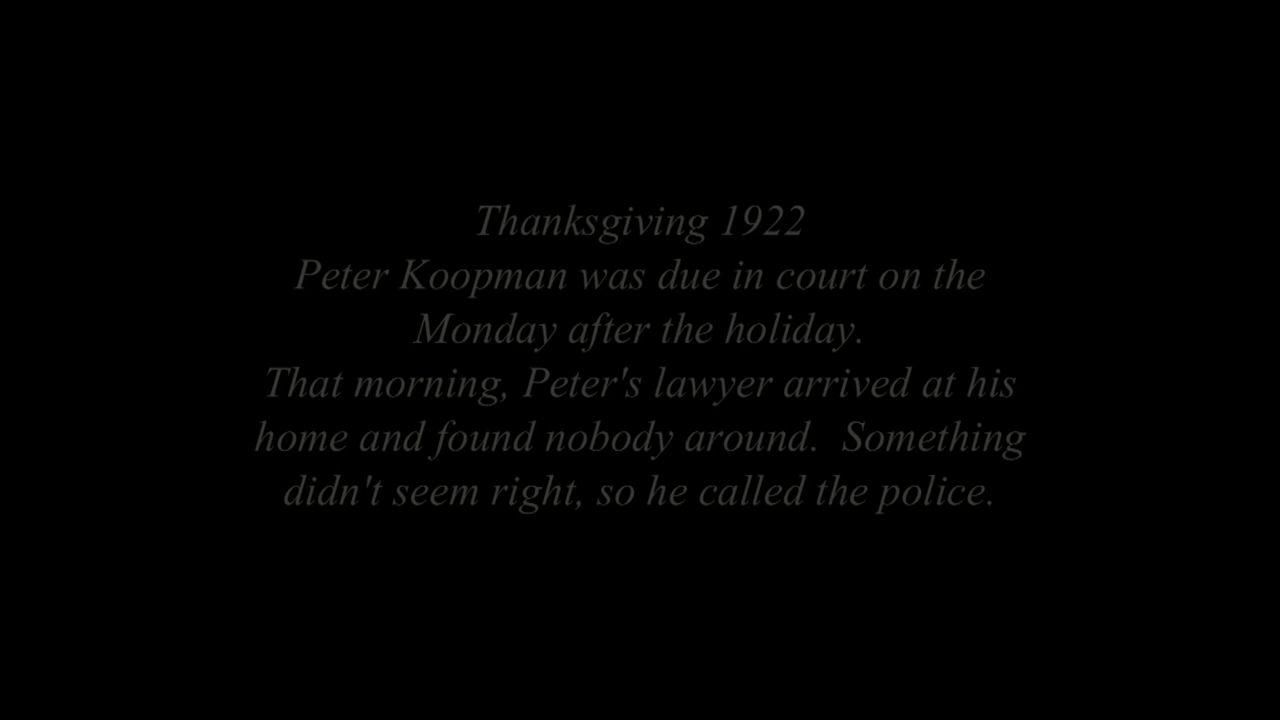 Thanksgiving 1922
Peter Koopman was due in court on the
Monday after the holiday.
That morning, Peter's lawyer arrived at his
home and found nobody around.  Something
didn't seem right, so he called the police.